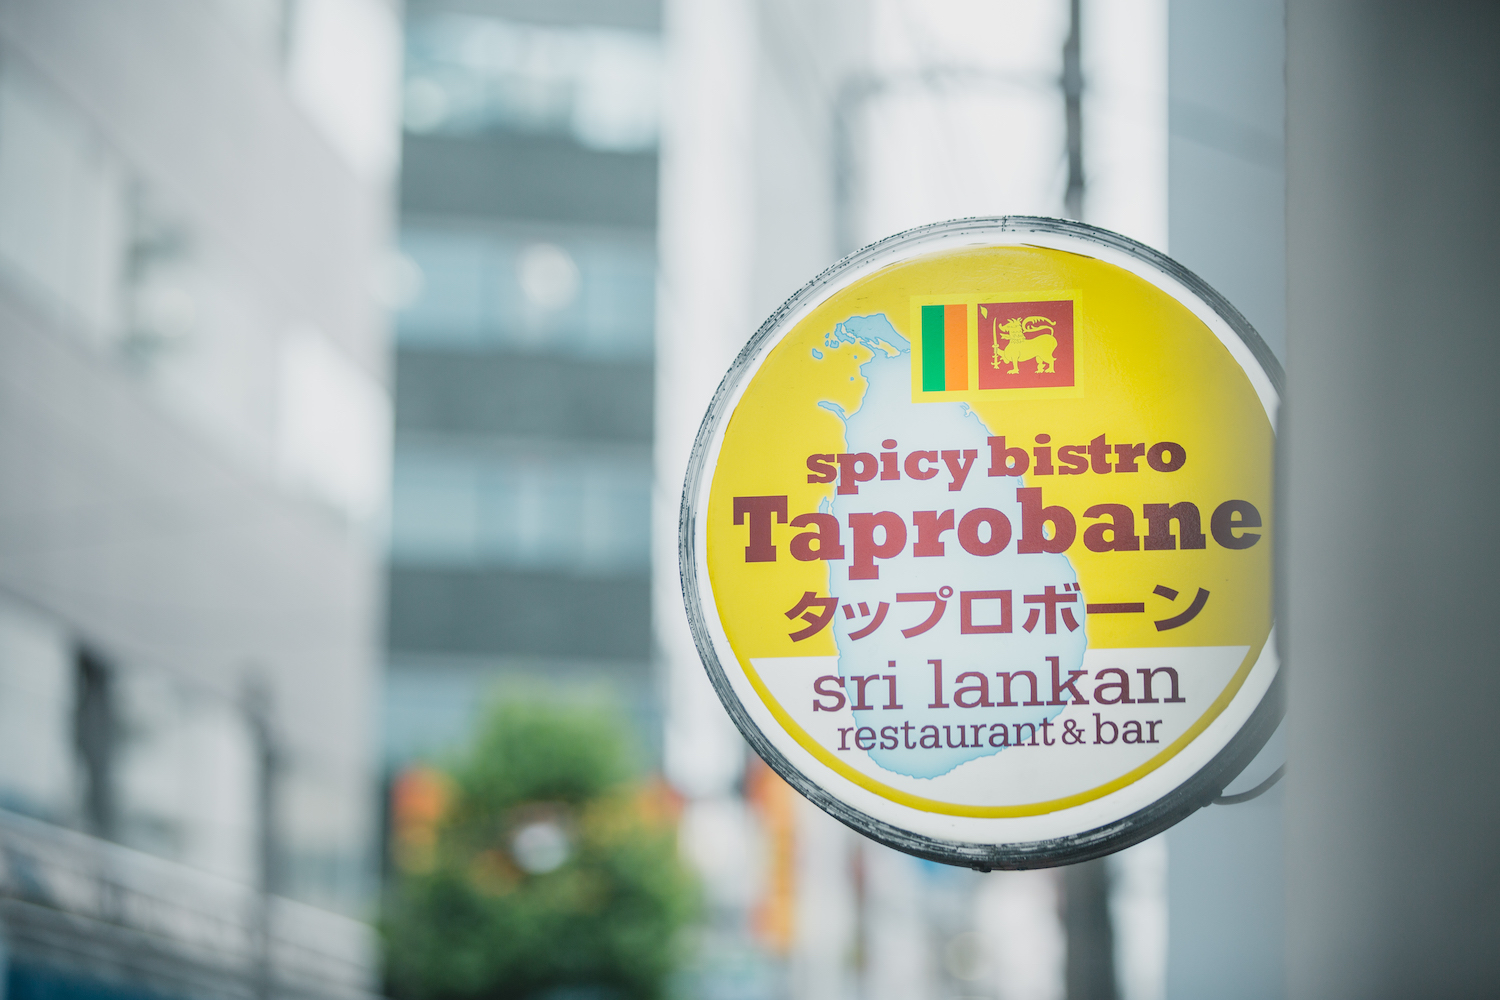 spicy bistro
Taprobane
タップロボーン
sri lankan
restaurant & bar